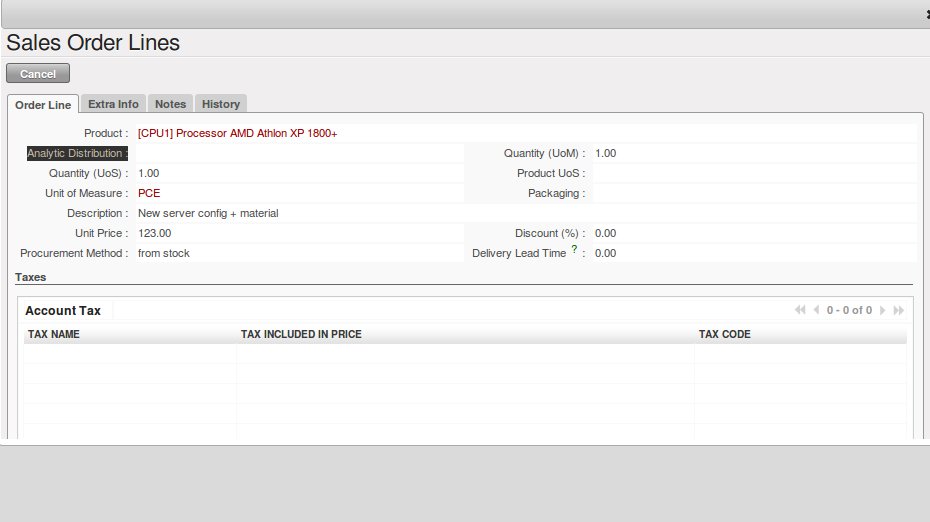 Sales Order Lines
Cancel
Order Line Extra Info Notes History
Product : [CPU1] Processor AMD Athlon XP 1800+
Analytic Distribution : Quantity (UoM) : 1.00
Quantity (UoS) : 1.00 Product UoS :
Unit of Measure : PCE Packaging :
Description : New server config + material
Unit Price : 123.00 Discount (%) : 0.00
Procurement Method : from stock Delivery Lead Time ? : 0.00
Taxes
Account Tax 0 - 0 of 0
TAX NAME TAX INCLUDED IN PRICE TAX CODE